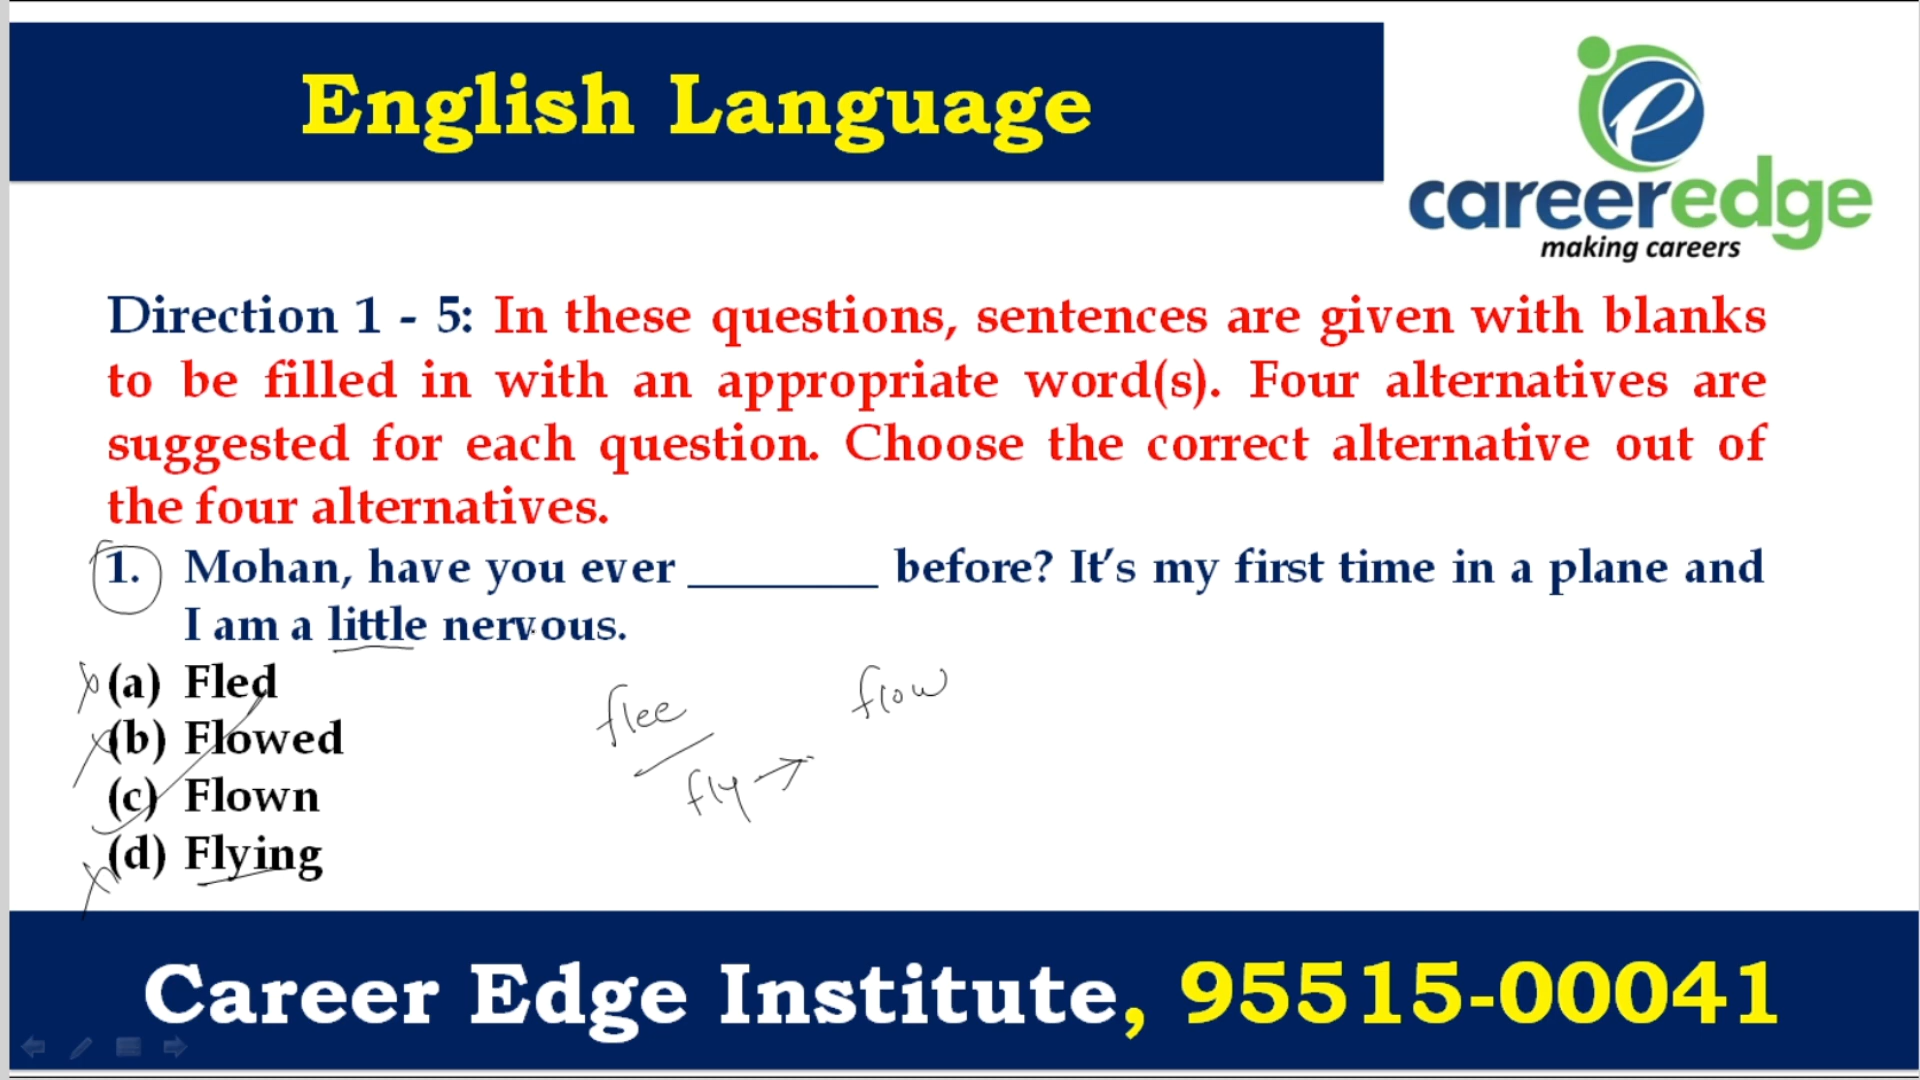 English Language
careeredge
making careers
Direction 1 - 5: In these questions, sentences are given with blanks
to be filled in with an appropriate word(s). Four alternatives are
suggested for each question. Choose the correct alternative out of
the four alternatives.
1. Mohan, have you ever ________ before? It's my first time in a plane and
I am a little nervous.
(a) Fled
(b) Flowed
(c) Flown
(d) Flying
flee
flow
fly →
Career Edge Institute, 95515-00041